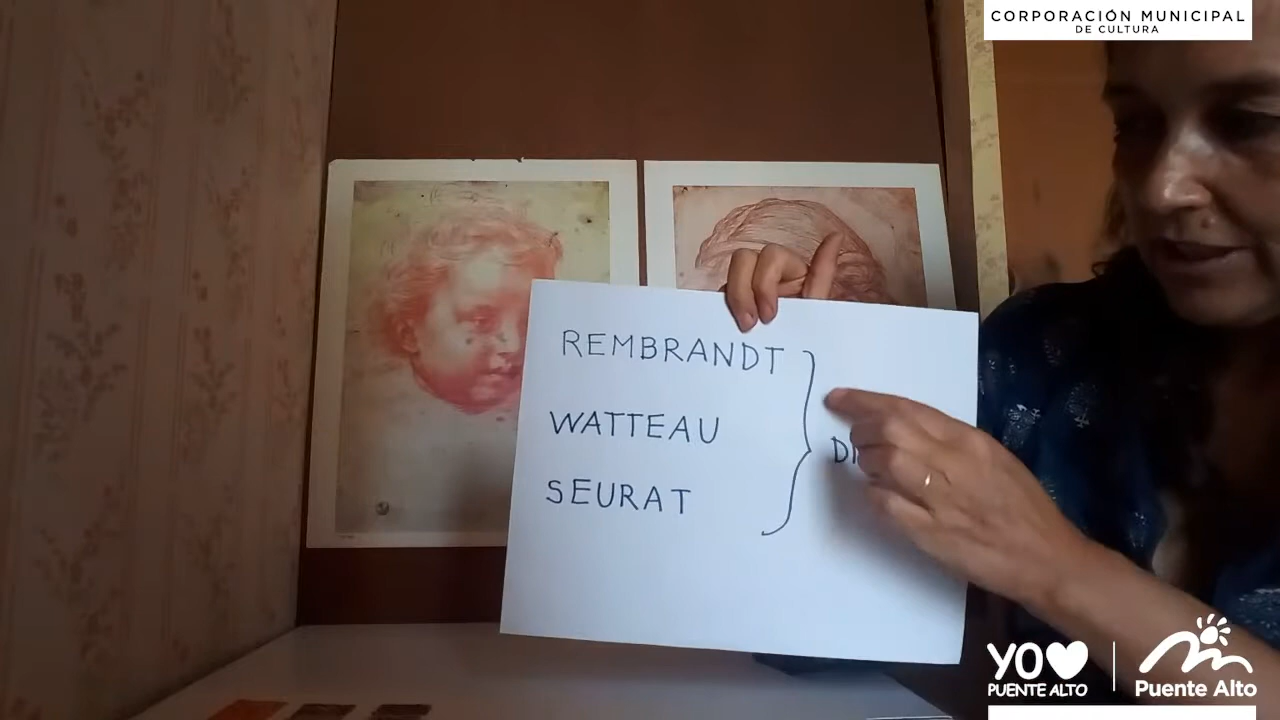 CORPORACIÓN MUNICIPAL
DE CULTURA
REMBRANDT
WATTEAU
SEURAT
YO
PUENTE ALTO
Puente Alto